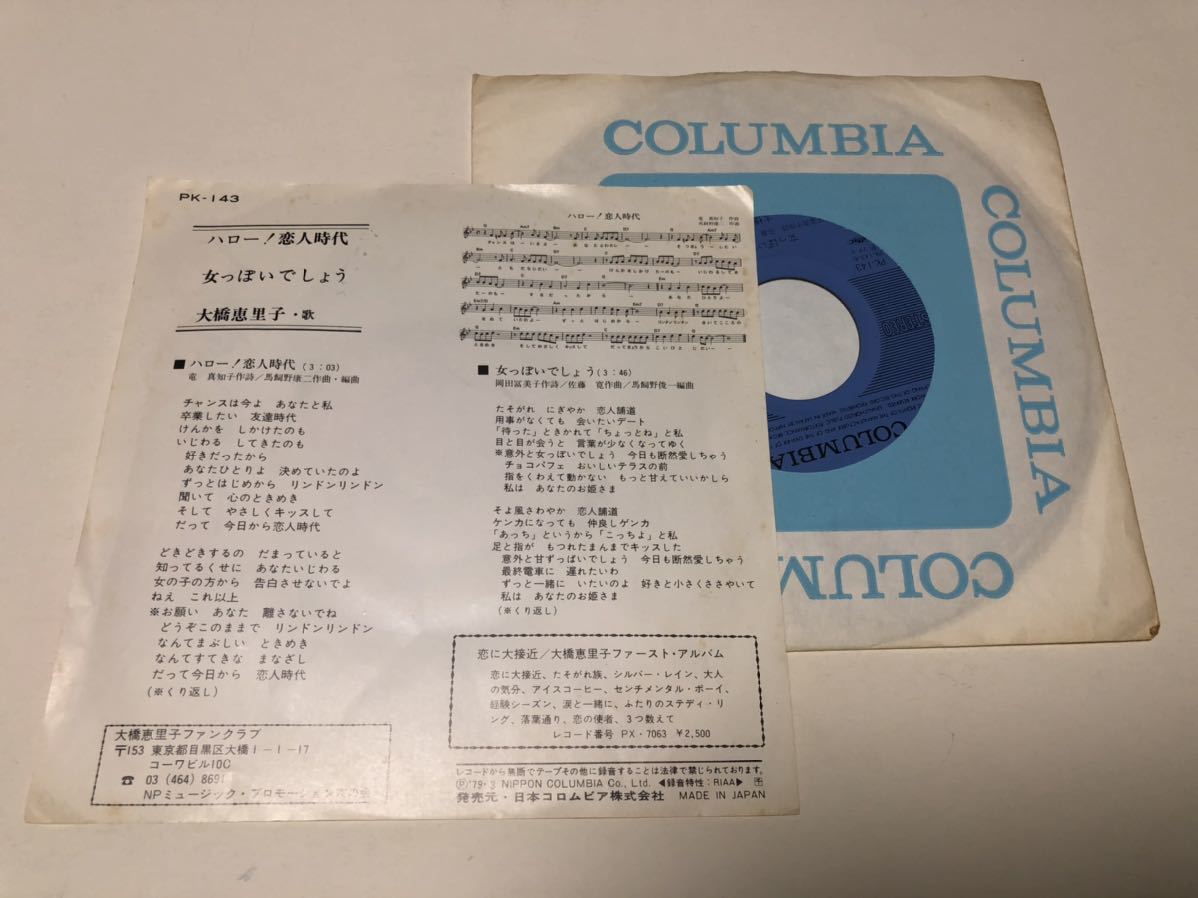 PK-143
ハロー!恋人時代
女っぽいでしょう
大橋恵里子・歌
■ハロー!恋人時代(3:03)
竜 真知子作詩/馬飼野康二作曲・編曲
チャンスは今よ あなたと私
卒業したい 友達時代
けんかを しかけたのも
いじわる してきたのも
好きだったから
あなたひとりよ 決めていたのよ
ずっとはじめから リンドンリンドン
聞いて 心のときめき
そして やさしくキッスして
だって 今日から恋人時代
どきどきするの だまっていると
知ってるくせに あなたいじわる
女の子の方から 告白させないでよ
ねえ これ以上
※お願い あなた 離さないでね
どうぞこのままで リンドンリンドン
なんてまぶしい ときめき
なんてすてきな まなざし
だって今日から 恋人時代
(※くり返し)
大橋恵里子ファンクラブ
〒153 東京都目黒区大橋1-1-17
コーワビル10C
☎ 03 (464) 8691
NPミュージック・プロモーション
ハロー!恋人時代
竜 真知子 作詩
馬飼野康二 作曲
■女っぽいでしょう(3:46)
岡田冨美子作詩/佐藤 寛作曲/馬飼野俊一編曲
たそがれ にぎやか 恋人舗道
用事がなくても 会いたいデート
「待った」ときかれて「ちょっとね」と私
目と目が会うと 言葉が少なくなってゆく
※意外と女っぽいでしょう 今日も断然愛しちゃう
チョコパフェ おいしいテラスの前
指をくわえて動かない もっと甘えていいかしら
私は あなたのお姫さま
そよ風さわやか 恋人舗道
ケンカになっても 仲良しゲンカ
「あっち」というから「こっちよ」と私
足と指が もつれたまんまでキッスした
意外と甘ずっぱいでしょう 今日も断然愛しちゃう
最終電車に 遅れたいわ
ずっと一緒に いたいのよ 好きと小さくささやいて
私は あなたのお姫さま
(※くり返し)
恋に大接近/大橋恵里子ファースト・アルバム
恋に大接近、たそがれ族、シルバー・レイン、大人
の気分、アイスコーヒー、センチメンタル・ボーイ、
経験シーズン、涙と一緒に、ふたりのステディ・リ
ング、落葉通り、恋の使者、3つ数えて
レコード番号 PX・7063 ¥2,500
レコードから無断でテープその他に録音することは法律で禁じられております。
Ⓟ'79・3 NIPPON COLUMBIA Co., Ltd. ◀録音特性:RIAA▶
発売元・日本コロムビア株式会社 MADE IN JAPAN
COLUMBIA
COLUMBIA
COLUM
PK-143
STEREO
COLUMBIA